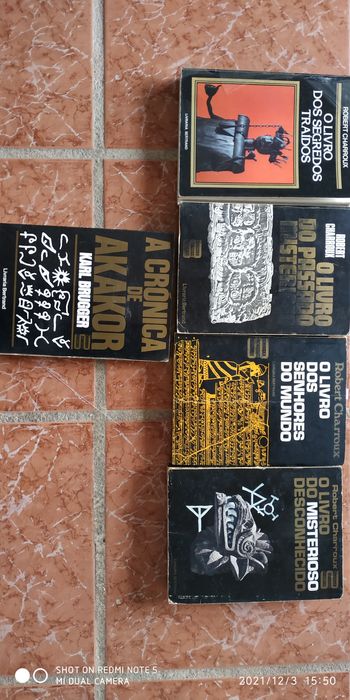 ROBERT CHARROUX
O LIVRO
DOS SEGREDOS
TRAÍDOS
LIVRARIA BERTRAND
ROBERT
CHARROUX
O LIVRO
DO PASSADO
MISTERIOSO
Livraria Bertrand
A CRÓNICA
DE
AKAKOR
KARL BRUGGER
Livraria Bertrand
Robert Charroux
O LIVRO
DOS
SENHORES
DO MUNDO
LIVRARIA BERTRAND
Robert Charroux
O LIVRO
DO MISTERIOSO
DESCONHECIDO
SHOT ON REDMI NOTE 5
MI DUAL CAMERA
2021/12/3 15:50